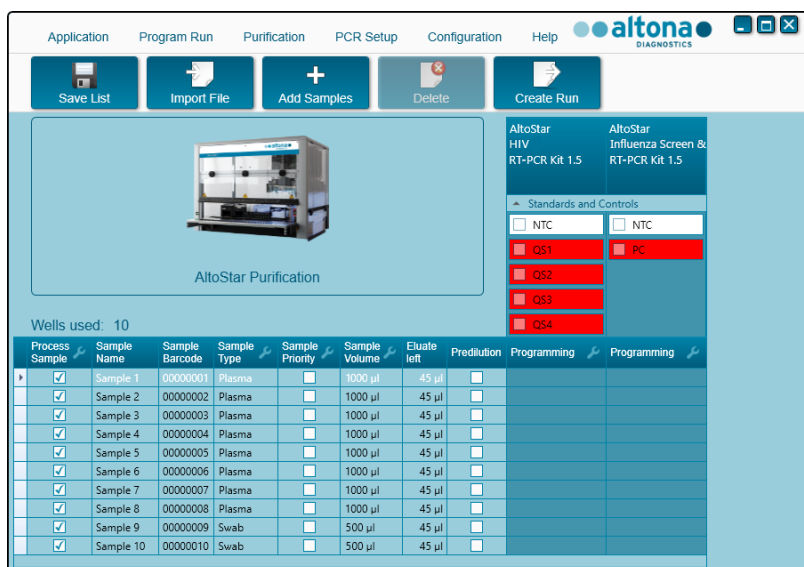 Application Program Run Purification PCR Setup Configuration Help altona
DIAGNOSTICS
Save List Import File Add Samples Delete Create Run
AltoStar AltoStar
HIV Influenza Screen &
RT-PCR Kit 1.5 RT-PCR Kit 1.5
Standards and Controls
NTC NTC
QS1 PC
QS2
QS3
QS4
AltoStar Purification
Wells used: 10
Process Sample Sample Sample Sample Sample Eluate Predilution Programming Programming
Sample Name Barcode Type Priority Volume left
Sample 1 00000001 Plasma 1000 µl 45 µl
Sample 2 00000002 Plasma 1000 µl 45 µl
Sample 3 00000003 Plasma 1000 µl 45 µl
Sample 4 00000004 Plasma 1000 µl 45 µl
Sample 5 00000005 Plasma 1000 µl 45 µl
Sample 6 00000006 Plasma 1000 µl 45 µl
Sample 7 00000007 Plasma 1000 µl 45 µl
Sample 8 00000008 Plasma 1000 µl 45 µl
Sample 9 00000009 Swab 500 µl 45 µl
Sample 10 00000010 Swab 500 µl 45 µl